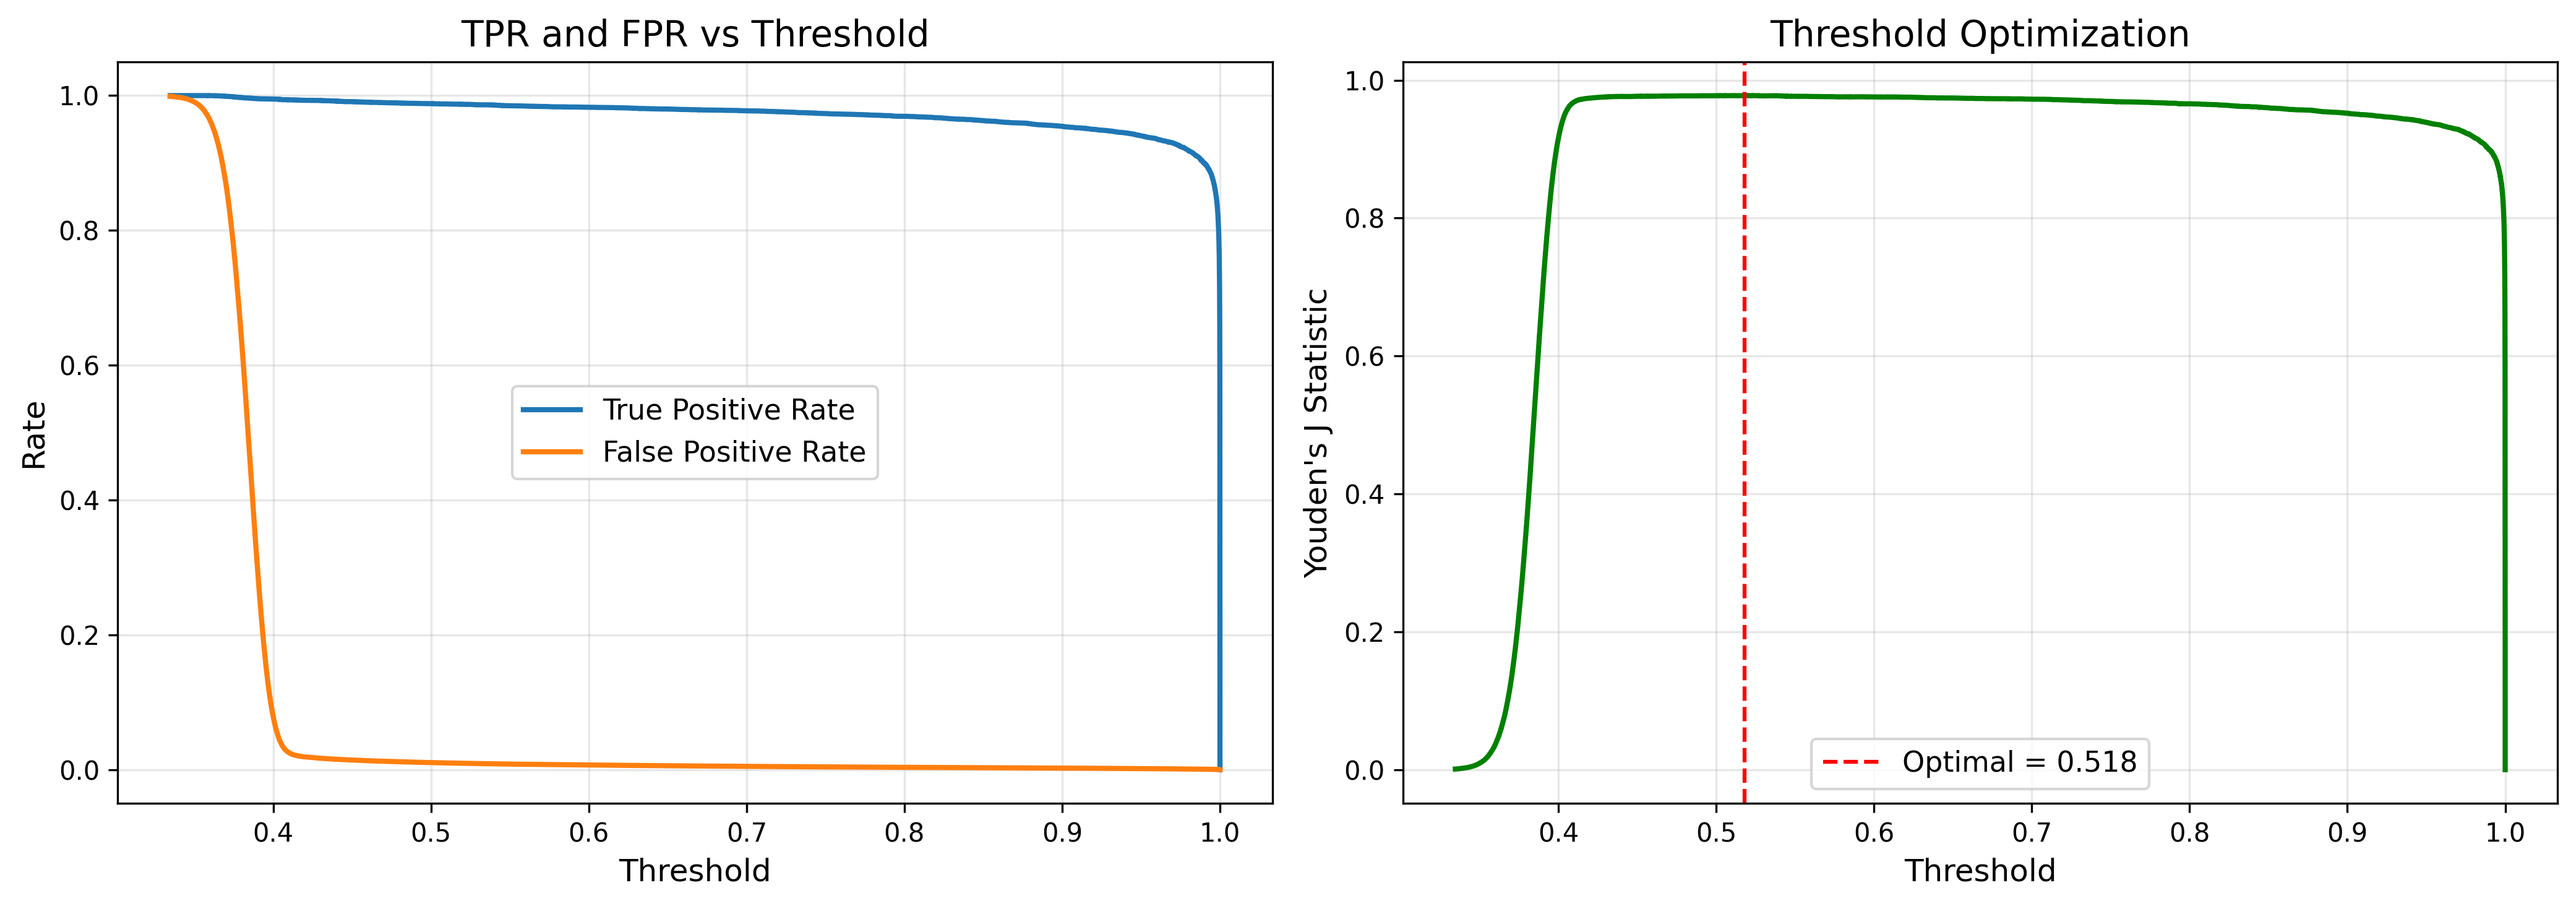 TPR and FPR vs Threshold
Rate
1.0
0.8
0.6
0.4
0.2
0.0
True Positive Rate
False Positive Rate
0.4 0.5 0.6 0.7 0.8 0.9 1.0
Threshold
Threshold Optimization
Youden's J Statistic
1.0
0.8
0.6
0.4
0.2
0.0
Optimal = 0.518
0.4 0.5 0.6 0.7 0.8 0.9 1.0
Threshold